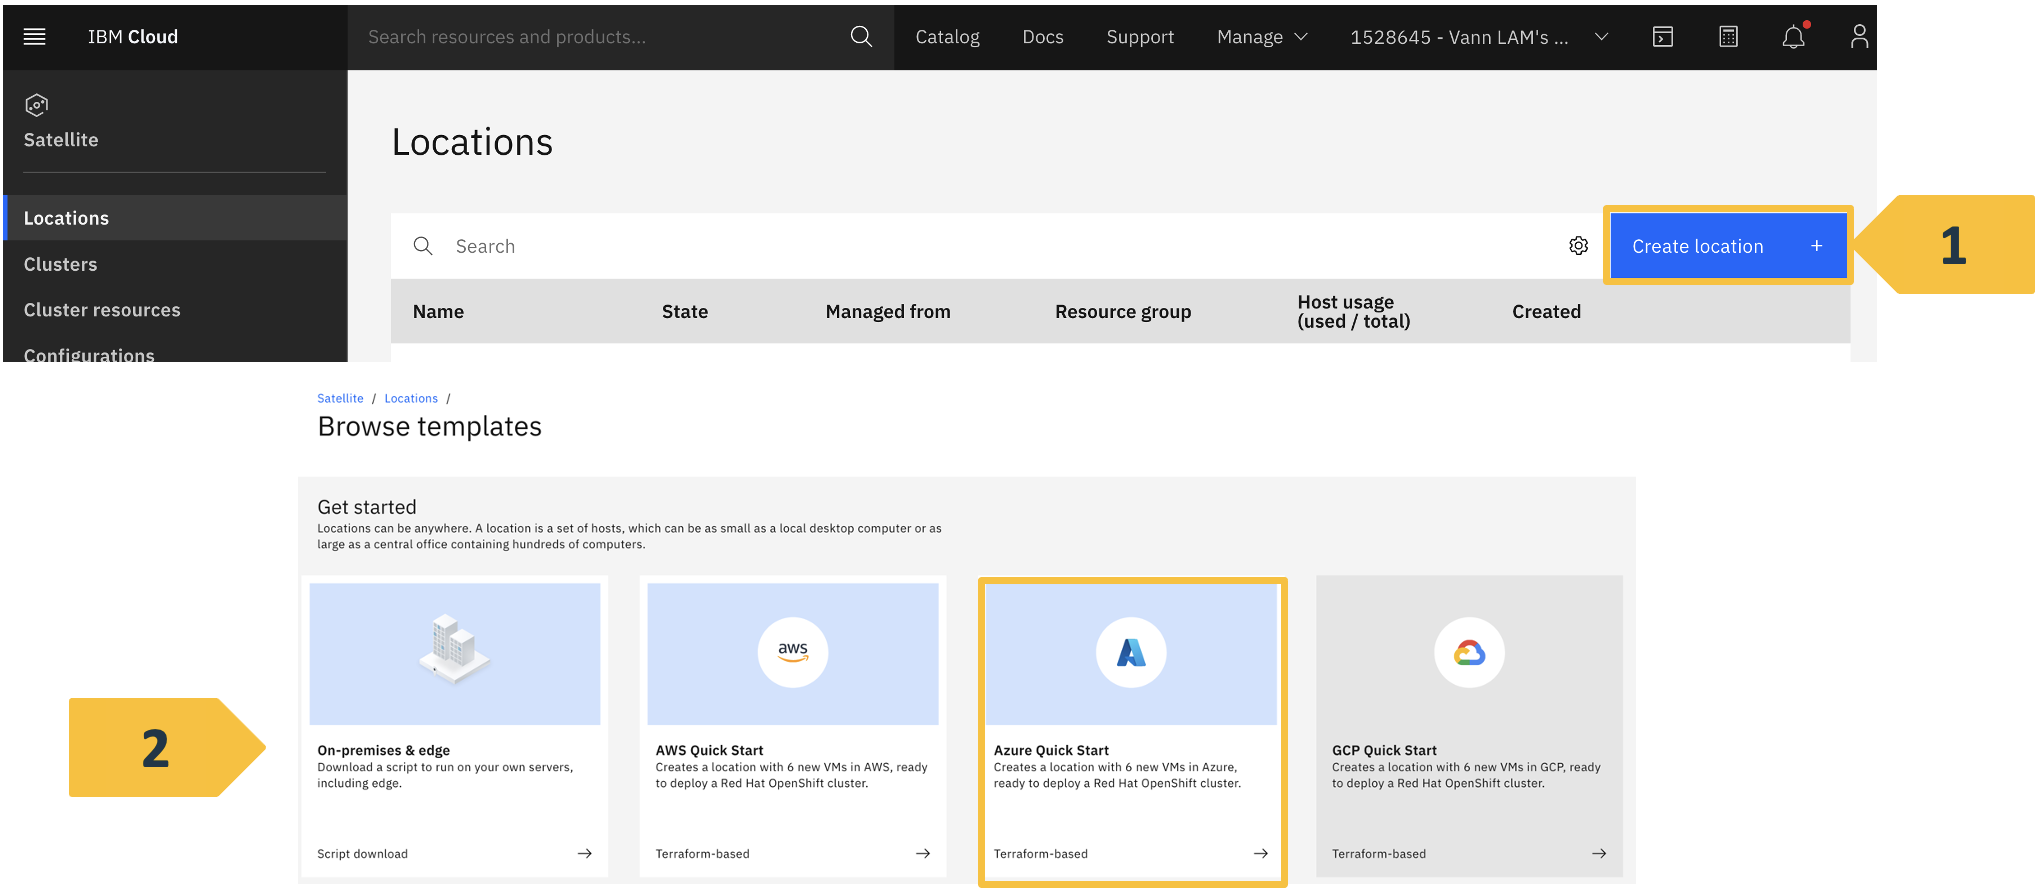 IBM Cloud
Search resources and products...
Catalog
Docs
Support
Manage
1528645 - Vann LAM's ...
Satellite
Locations
Clusters
Cluster resources
Configurations
Locations
Search
Create location +
1
Name
State
Managed from
Resource group
Host usage
(used / total)
Created
Satellite / Locations /
Browse templates
Get started
Locations can be anywhere. A location is a set of hosts, which can be as small as a local desktop computer or as
large as a central office containing hundreds of computers.
2
On-premises & edge
Download a script to run on your own servers,
including edge.
Script download
aws
AWS Quick Start
Creates a location with 6 new VMs in AWS, ready
to deploy a Red Hat OpenShift cluster.
Terraform-based
Azure Quick Start
Creates a location with 6 new VMs in Azure,
ready to deploy a Red Hat OpenShift cluster.
Terraform-based
GCP Quick Start
Creates a location with 6 new VMs in GCP, ready
to deploy a Red Hat OpenShift cluster.
Terraform-based